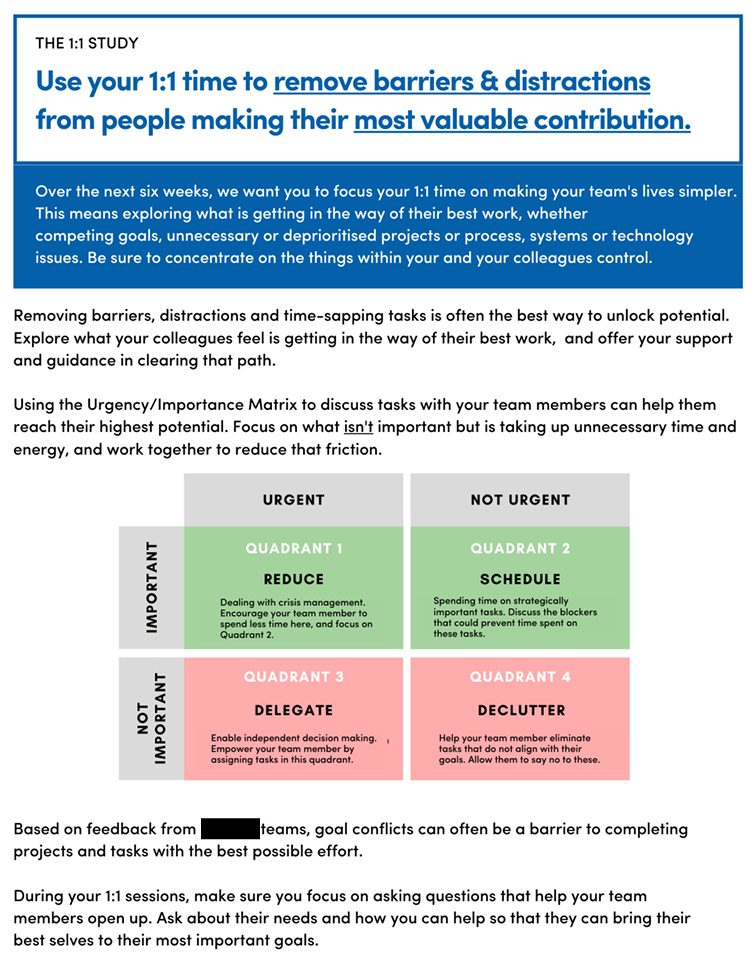 THE 1:1 STUDY
Use your 1:1 time to remove barriers & distractions
from people making their most valuable contribution.
Over the next six weeks, we want you to focus your 1:1 time on making your team's lives simpler.
This means exploring what is getting in the way of their best work, whether
competing goals, unnecessary or deprioritised projects or process, systems or technology
issues. Be sure to concentrate on the things within your and your colleagues control.
Removing barriers, distractions and time-sapping tasks is often the best way to unlock potential.
Explore what your colleagues feel is getting in the way of their best work,  and offer your support
and guidance in clearing that path.
Using the Urgency/Importance Matrix to discuss tasks with your team members can help them
reach their highest potential. Focus on what isn't important but is taking up unnecessary time and
energy, and work together to reduce that friction.
URGENT
NOT URGENT
IMPORTANT
QUADRANT 1
REDUCE
Dealing with crisis management.
Encourage your team member to
spend less time here, and focus on
Quadrant 2.
QUADRANT 2
SCHEDULE
Spending time on strategically
important tasks. Discuss the blockers
that could prevent time spent on
these tasks.
NOT
IMPORTANT
QUADRANT 3
DELEGATE
Enable independent decision making.
Empower your team member by
assigning tasks in this quadrant.
QUADRANT 4
DECLUTTER
Help your team member eliminate
tasks that do not align with their
goals. Allow them to say no to these.
Based on feedback from teams, goal conflicts can often be a barrier to completing
projects and tasks with the best possible effort.
During your 1:1 sessions, make sure you focus on asking questions that help your team
members open up. Ask about their needs and how you can help so that they can bring their
best selves to their most important goals.